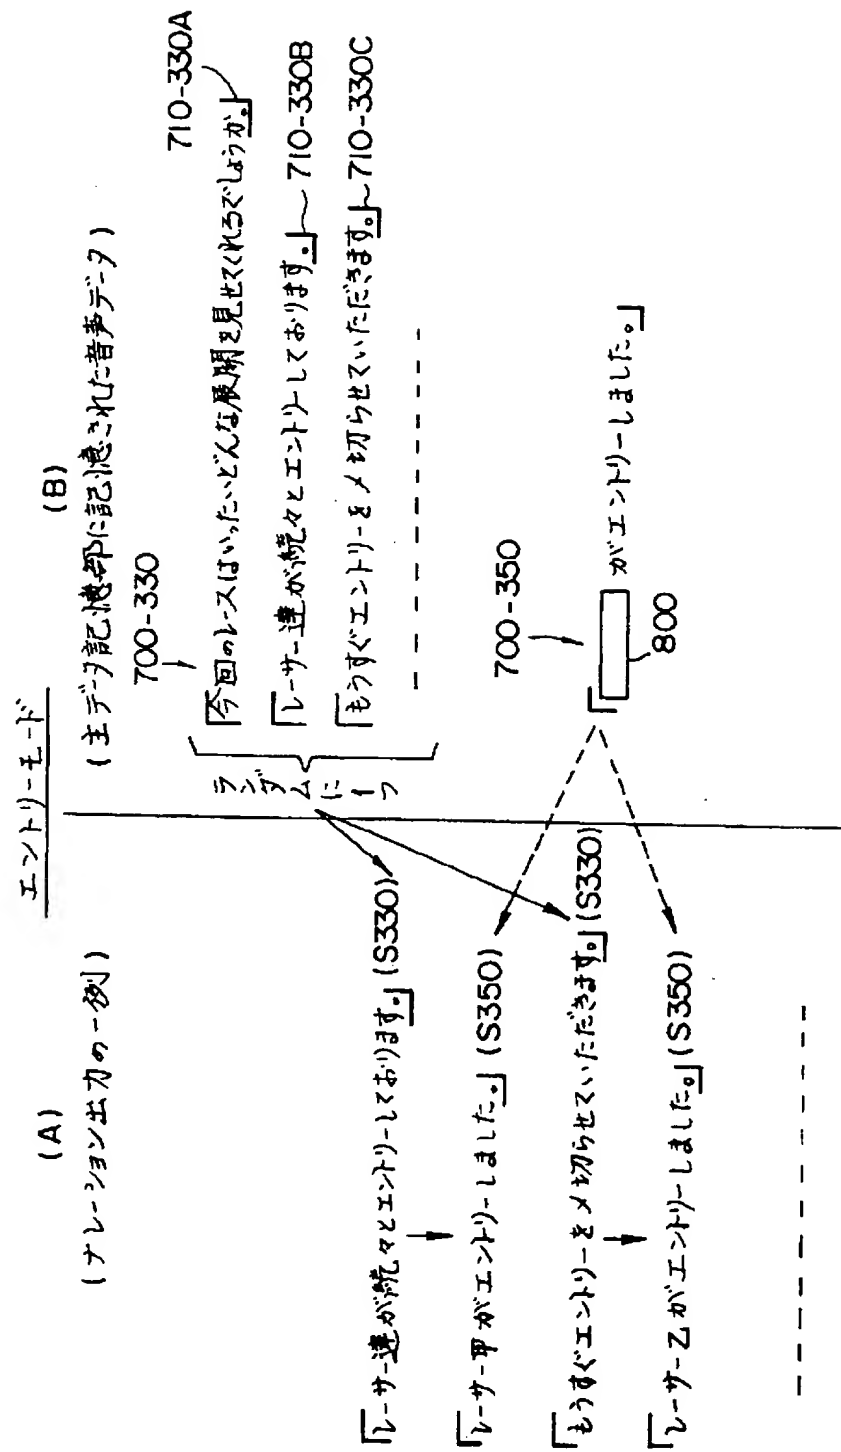 エントリーモード
(A)
(ナレーション出力の一例)
「レーサー達が続々とエントリーしております。」(S330)
「レーサー甲がエントリーしました。」(S350)
「もうすぐエントリーを〆切らせていただきます。」(S330)
「レーサー乙がエントリーしました。」(S350)
(B)
(主データ記憶部に記憶された音声データ)
700-330
「今回のレースはいったいどんな展開を見せてくれるでしょうか。」
710-330A
「レーサー達が続々とエントリーしております。」~710-330B
「もうすぐエントリーを〆切らせていただきます。」~710-330C
ランダムに1つ
700-350
「 がエントリーしました。」
800